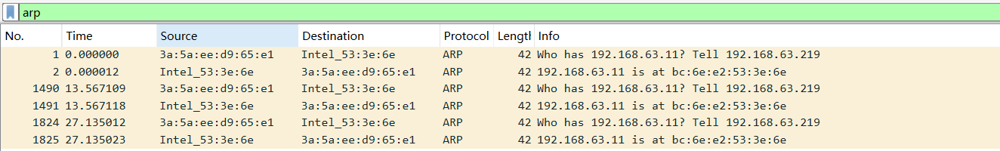 arp
No. Time Source Destination Protocol Lengtl Info
1 0.000000 3a:5a:ee:d9:65:e1 Intel_53:3e:6e ARP 42 Who has 192.168.63.11? Tell 192.168.63.219
2 0.000012 Intel_53:3e:6e 3a:5a:ee:d9:65:e1 ARP 42 192.168.63.11 is at bc:6e:e2:53:3e:6e
1490 13.567109 3a:5a:ee:d9:65:e1 Intel_53:3e:6e ARP 42 Who has 192.168.63.11? Tell 192.168.63.219
1491 13.567118 Intel_53:3e:6e 3a:5a:ee:d9:65:e1 ARP 42 192.168.63.11 is at bc:6e:e2:53:3e:6e
1824 27.135012 3a:5a:ee:d9:65:e1 Intel_53:3e:6e ARP 42 Who has 192.168.63.11? Tell 192.168.63.219
1825 27.135023 Intel_53:3e:6e 3a:5a:ee:d9:65:e1 ARP 42 192.168.63.11 is at bc:6e:e2:53:3e:6e